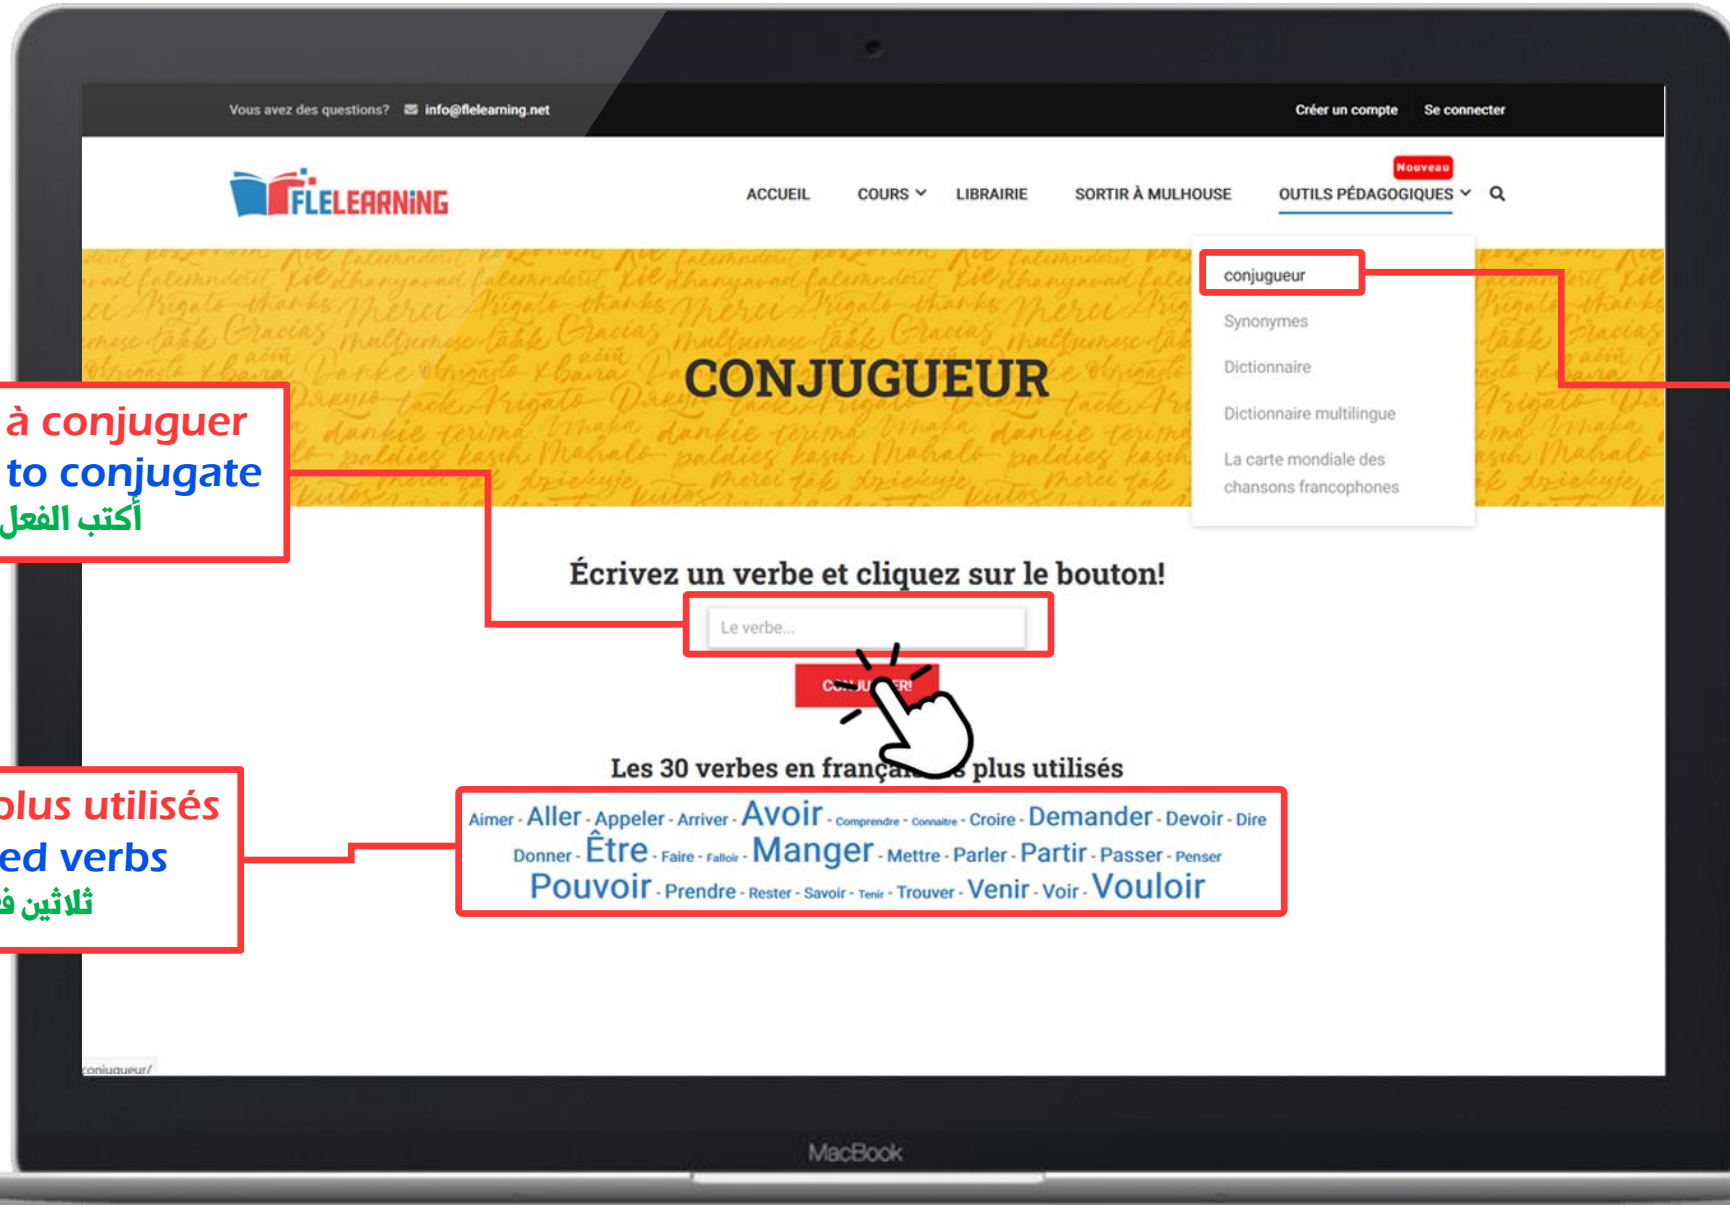 Vous avez des questions? info@flelearning.net
Créer un compte Se connecter
FLELEARNiNG
Nouveau
ACCUEIL COURS LIBRAIRIE SORTIR À MULHOUSE OUTILS PÉDAGOGIQUES
conjugueur
Synonymes
Dictionnaire
Dictionnaire multilingue
La carte mondiale des
chansons francophones
CONJUGUEUR
à conjuguer
to conjugate
أكتب الفعل
Écrivez un verbe et cliquez sur le bouton!
Le verbe...
Les 30 verbes en plus utilisés
plus utilisés
verbs
ثلاثين
Aimer - Aller - Appeler - Arriver - Avoir - Comprendre - Connaitre - Croire - Demander - Devoir - Dire
Donner - Être - Faire - Falloir - Manger - Mettre - Parler - Partir - Passer - Penser
Pouvoir - Prendre - Rester - Savoir - Tenir - Trouver - Venir - Voir - Vouloir
conjugueur/
MacBook